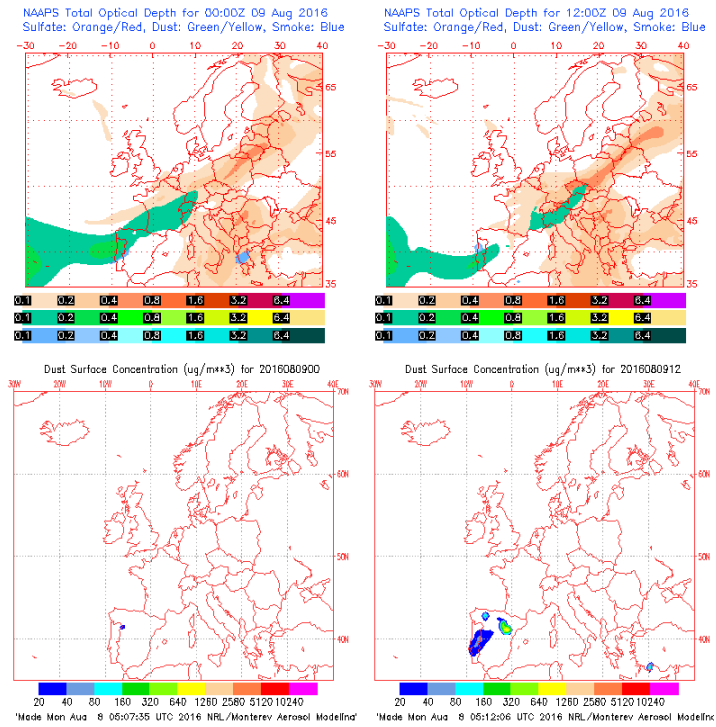 NAAPS Total Optical Depth for 00:00Z 09 Aug 2016
Sulfate: Orange/Red, Dust: Green/Yellow, Smoke: Blue
-30 -20 -10 0 10 20 30 40
65
55
45
35
0.1 0.2 0.4 0.8 1.6 3.2 6.4
0.1 0.2 0.4 0.8 1.6 3.2 6.4
0.1 0.2 0.4 0.8 1.6 3.2 6.4
NAAPS Total Optical Depth for 12:00Z 09 Aug 2016
Sulfate: Orange/Red, Dust: Green/Yellow, Smoke: Blue
-30 -20 -10 0 10 20 30 40
65
55
45
35
0.1 0.2 0.4 0.8 1.6 3.2 6.4
0.1 0.2 0.4 0.8 1.6 3.2 6.4
0.1 0.2 0.4 0.8 1.6 3.2 6.4
Dust Surface Concentration (ug/m**3) for 2016080900
30W 20W 10W 0 10E 20E 30E 40E
70N
60N
50N
40N
20 40 80 160 320 640 1280 2560 5120 10240
'Made Mon Aug 8 05:07:35 UTC 2016 NRL/Monterey Aerosol Modeling'
Dust Surface Concentration (ug/m**3) for 2016080912
30W 20W 10W 0 10E 20E 30E 40E
70N
60N
50N
40N
20 40 80 160 320 640 1280 2560 5120 10240
'Made Mon Aug 8 05:12:06 UTC 2016 NRL/Monterey Aerosol Modeling'